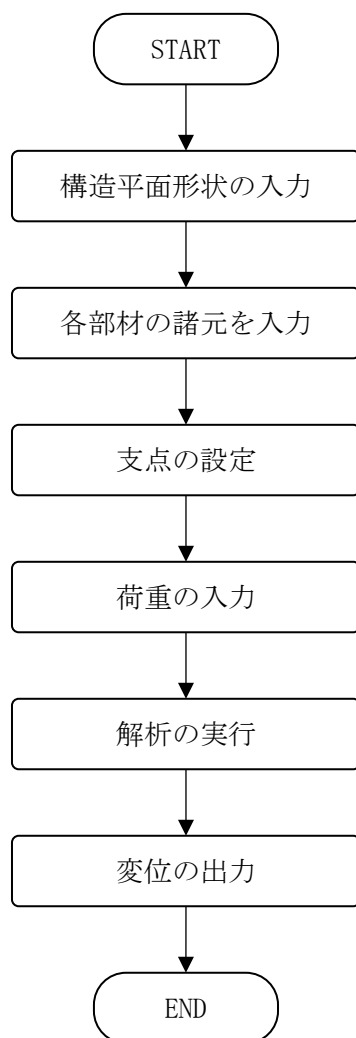 START
構造平面形状の入力
各部材の諸元を入力
支点の設定
荷重の入力
解析の実行
変位の出力
END